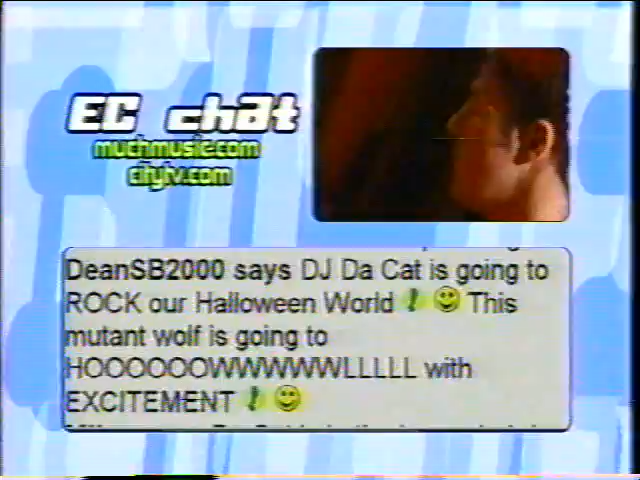 EC chat
muchmusic.com
citytv.com
DeanSB2000 says DJ Da Cat is going to
ROCK our Halloween World ! This
mutant wolf is going to
HOOOOOOWWWWWLLLLL with
EXCITEMENT !